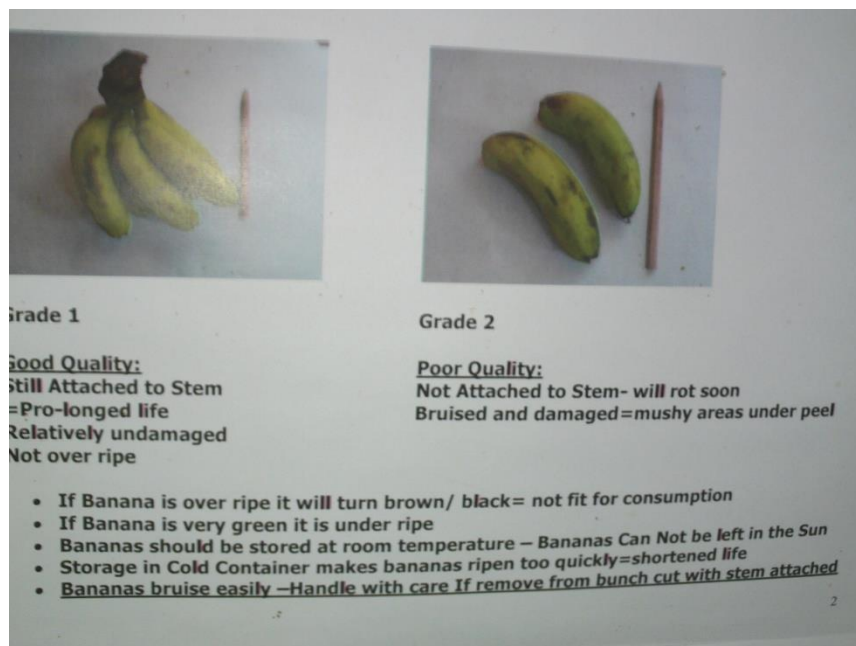 Grade 1
Grade 2
Good Quality:
Still Attached to Stem
=Pro-longed life
Relatively undamaged
Not over ripe
Poor Quality:
Not Attached to Stem- will rot soon
Bruised and damaged=mushy areas under peel
• If Banana is over ripe it will turn brown/ black= not fit for consumption
• If Banana is very green it is under ripe
• Bananas should be stored at room temperature – Bananas Can Not be left in the Sun
• Storage in Cold Container makes bananas ripen too quickly=shortened life
• Bananas bruise easily –Handle with care If remove from bunch cut with stem attached
2